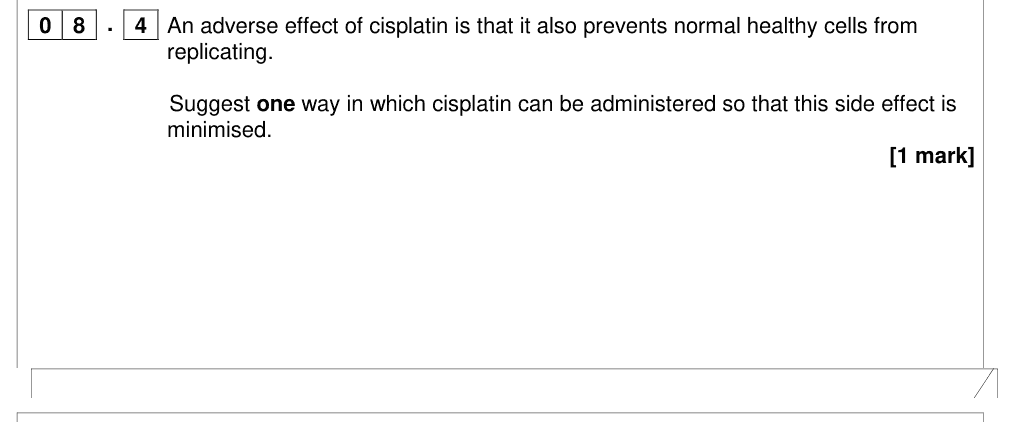 0 8 . 4 An adverse effect of cisplatin is that it also prevents normal healthy cells from
replicating.
Suggest one way in which cisplatin can be administered so that this side effect is
minimised.
[1 mark]